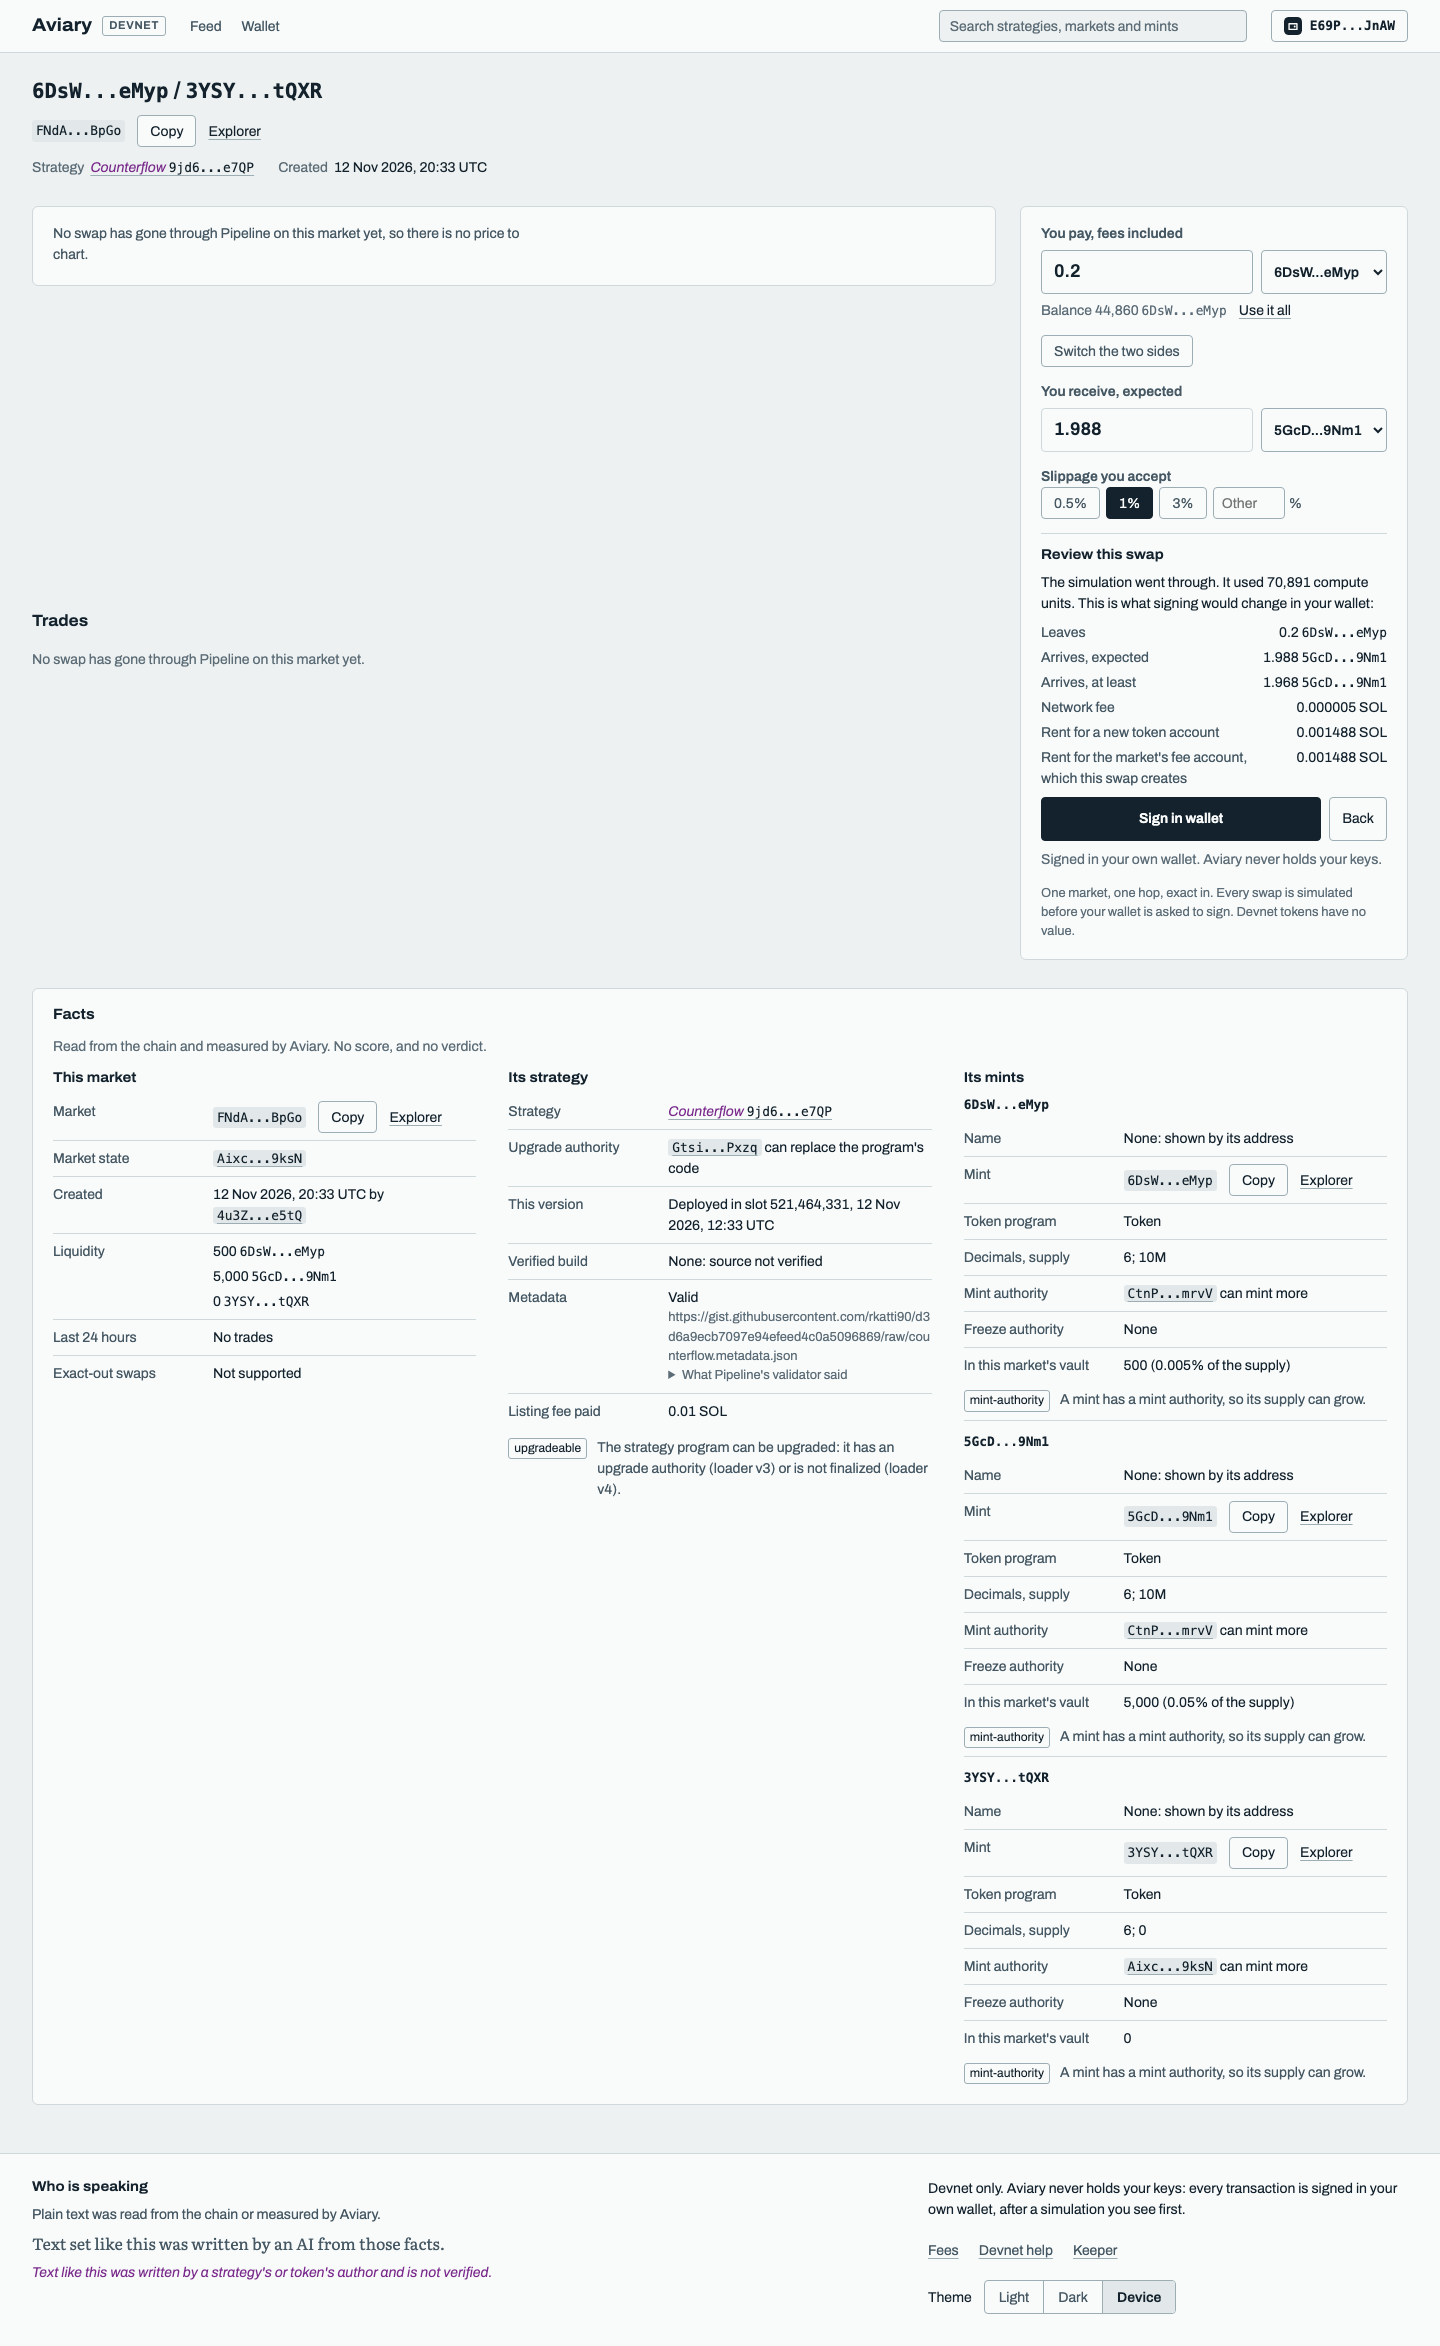 Aviary DEVNET Feed Wallet Search strategies, markets and mints E69P...JnAW
6DsW...eMyp / 3YSY...tQXR
FNdA...BpGo Copy Explorer
Strategy Counterflow 9jd6...e7QP Created 12 Nov 2026, 20:33 UTC
No swap has gone through Pipeline on this market yet, so there is no price to
chart.
Trades
No swap has gone through Pipeline on this market yet.
You pay, fees included
0.2 6DsW...eMyp
Balance 44,860 6DsW...eMyp Use it all
Switch the two sides
You receive, expected
1.988 5GcD...9Nm1
Slippage you accept
0.5% 1% 3% Other %
Review this swap
The simulation went through. It used 70,891 compute
units. This is what signing would change in your wallet:
Leaves 0.2 6DsW...eMyp
Arrives, expected 1.988 5GcD...9Nm1
Arrives, at least 1.968 5GcD...9Nm1
Network fee 0.000005 SOL
Rent for a new token account 0.001488 SOL
Rent for the market's fee account, 0.001488 SOL
which this swap creates
Sign in wallet Back
Signed in your own wallet. Aviary never holds your keys.
One market, one hop, exact in. Every swap is simulated
before your wallet is asked to sign. Devnet tokens have no
value.
Facts
Read from the chain and measured by Aviary. No score, and no verdict.
This market
Market FNdA...BpGo Copy Explorer
Market state Aixc...9ksN
Created 12 Nov 2026, 20:33 UTC by
4u3Z...e5tQ
Liquidity 500 6DsW...eMyp
5,000 5GcD...9Nm1
0 3YSY...tQXR
Last 24 hours No trades
Exact-out swaps Not supported
Its strategy
Strategy Counterflow 9jd6...e7QP
Upgrade authority Gtsi...Pxzq can replace the program's
code
This version Deployed in slot 521,464,331, 12 Nov
2026, 12:33 UTC
Verified build None: source not verified
Metadata Valid
https://gist.githubusercontent.com/rkatti90/d3
d6a9ecb7097e94efeed4c0a5096869/raw/cou
nterflow.metadata.json
▶ What Pipeline's validator said
Listing fee paid 0.01 SOL
upgradeable The strategy program can be upgraded: it has an
upgrade authority (loader v3) or is not finalized (loader
v4).
Its mints
6DsW...eMyp
Name None: shown by its address
Mint 6DsW...eMyp Copy Explorer
Token program Token
Decimals, supply 6; 10M
Mint authority CtnP...mrvV can mint more
Freeze authority None
In this market's vault 500 (0.005% of the supply)
mint-authority A mint has a mint authority, so its supply can grow.
5GcD...9Nm1
Name None: shown by its address
Mint 5GcD...9Nm1 Copy Explorer
Token program Token
Decimals, supply 6; 10M
Mint authority CtnP...mrvV can mint more
Freeze authority None
In this market's vault 5,000 (0.05% of the supply)
mint-authority A mint has a mint authority, so its supply can grow.
3YSY...tQXR
Name None: shown by its address
Mint 3YSY...tQXR Copy Explorer
Token program Token
Decimals, supply 6; 0
Mint authority Aixc...9ksN can mint more
Freeze authority None
In this market's vault 0
mint-authority A mint has a mint authority, so its supply can grow.
Who is speaking
Plain text was read from the chain or measured by Aviary.
Text set like this was written by an AI from those facts.
Text like this was written by a strategy's or token's author and is not verified.
Devnet only. Aviary never holds your keys: every transaction is signed in your
own wallet, after a simulation you see first.
Fees Devnet help Keeper
Theme Light Dark Device